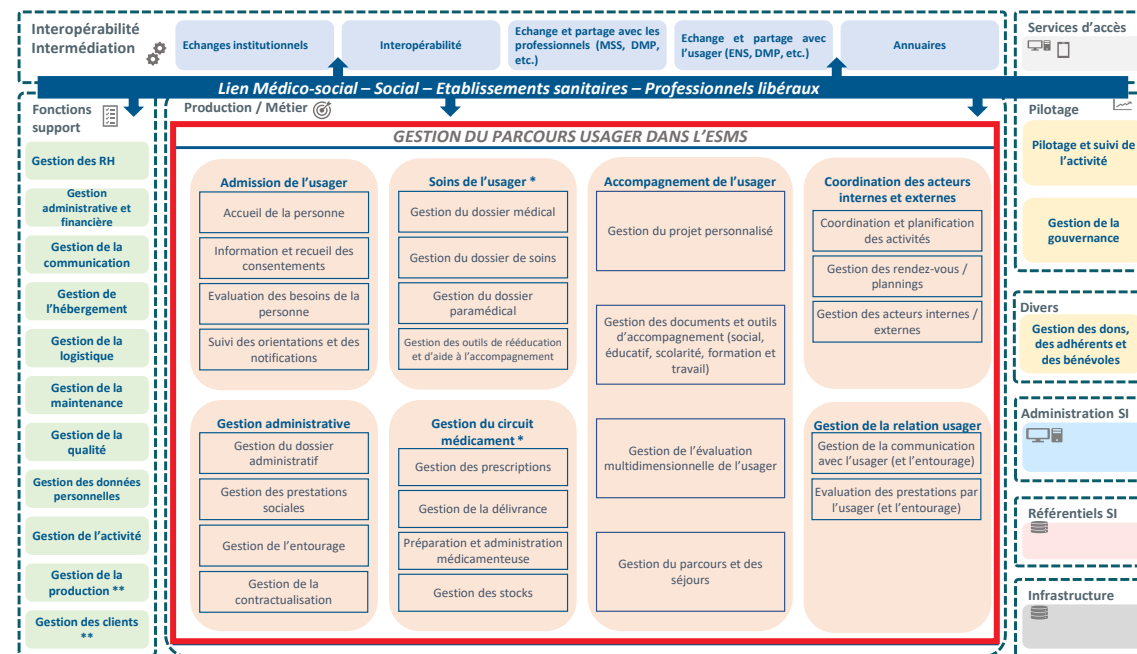 Interopérabilité
Intermédiation
Echanges institutionnels
Interopérabilité
Echange et partage avec les
professionnels (MSS, DMP,
etc.)
Echange et partage avec
l'usager (ENS, DMP, etc.)
Annuaires
Services d'accès
Lien Médico-social – Social – Etablissements sanitaires – Professionnels libéraux
Fonctions
support
Gestion des RH
Gestion
administrative et
financière
Gestion de la
communication
Gestion de
l'hébergement
Gestion de la
logistique
Gestion de la
maintenance
Gestion de la
qualité
Gestion des données
personnelles
Gestion de l'activité
Gestion de la
production **
Gestion des clients
**
Production / Métier
GESTION DU PARCOURS USAGER DANS L'ESMS
Admission de l'usager
Accueil de la personne
Information et recueil des
consentements
Evaluation des besoins de la
personne
Suivi des orientations et des
notifications
Soins de l'usager *
Gestion du dossier médical
Gestion du dossier de soins
Gestion du dossier
paramédical
Gestion des outils de rééducation
et d'aide à l'accompagnement
Accompagnement de l'usager
Gestion du projet personnalisé
Gestion des documents et outils
d'accompagnement (social,
éducatif, scolarité, formation et
travail)
Gestion de l'évaluation
multidimensionnelle de l'usager
Gestion du parcours et des
séjours
Coordination des acteurs
internes et externes
Coordination et planification
des activités
Gestion des rendez-vous /
plannings
Gestion des acteurs internes /
externes
Gestion administrative
Gestion du dossier
administratif
Gestion des prestations
sociales
Gestion de l'entourage
Gestion de la
contractualisation
Gestion du circuit
médicament *
Gestion des prescriptions
Gestion de la délivrance
Préparation et administration
médicamenteuse
Gestion des stocks
Gestion de la relation usager
Gestion de la communication
avec l'usager (et l'entourage)
Evaluation des prestations par
l'usager (et l'entourage)
Pilotage
Pilotage et suivi de
l'activité
Gestion de la
gouvernance
Divers
Gestion des dons,
des adhérents et
des bénévoles
Administration SI
Référentiels SI
Infrastructure